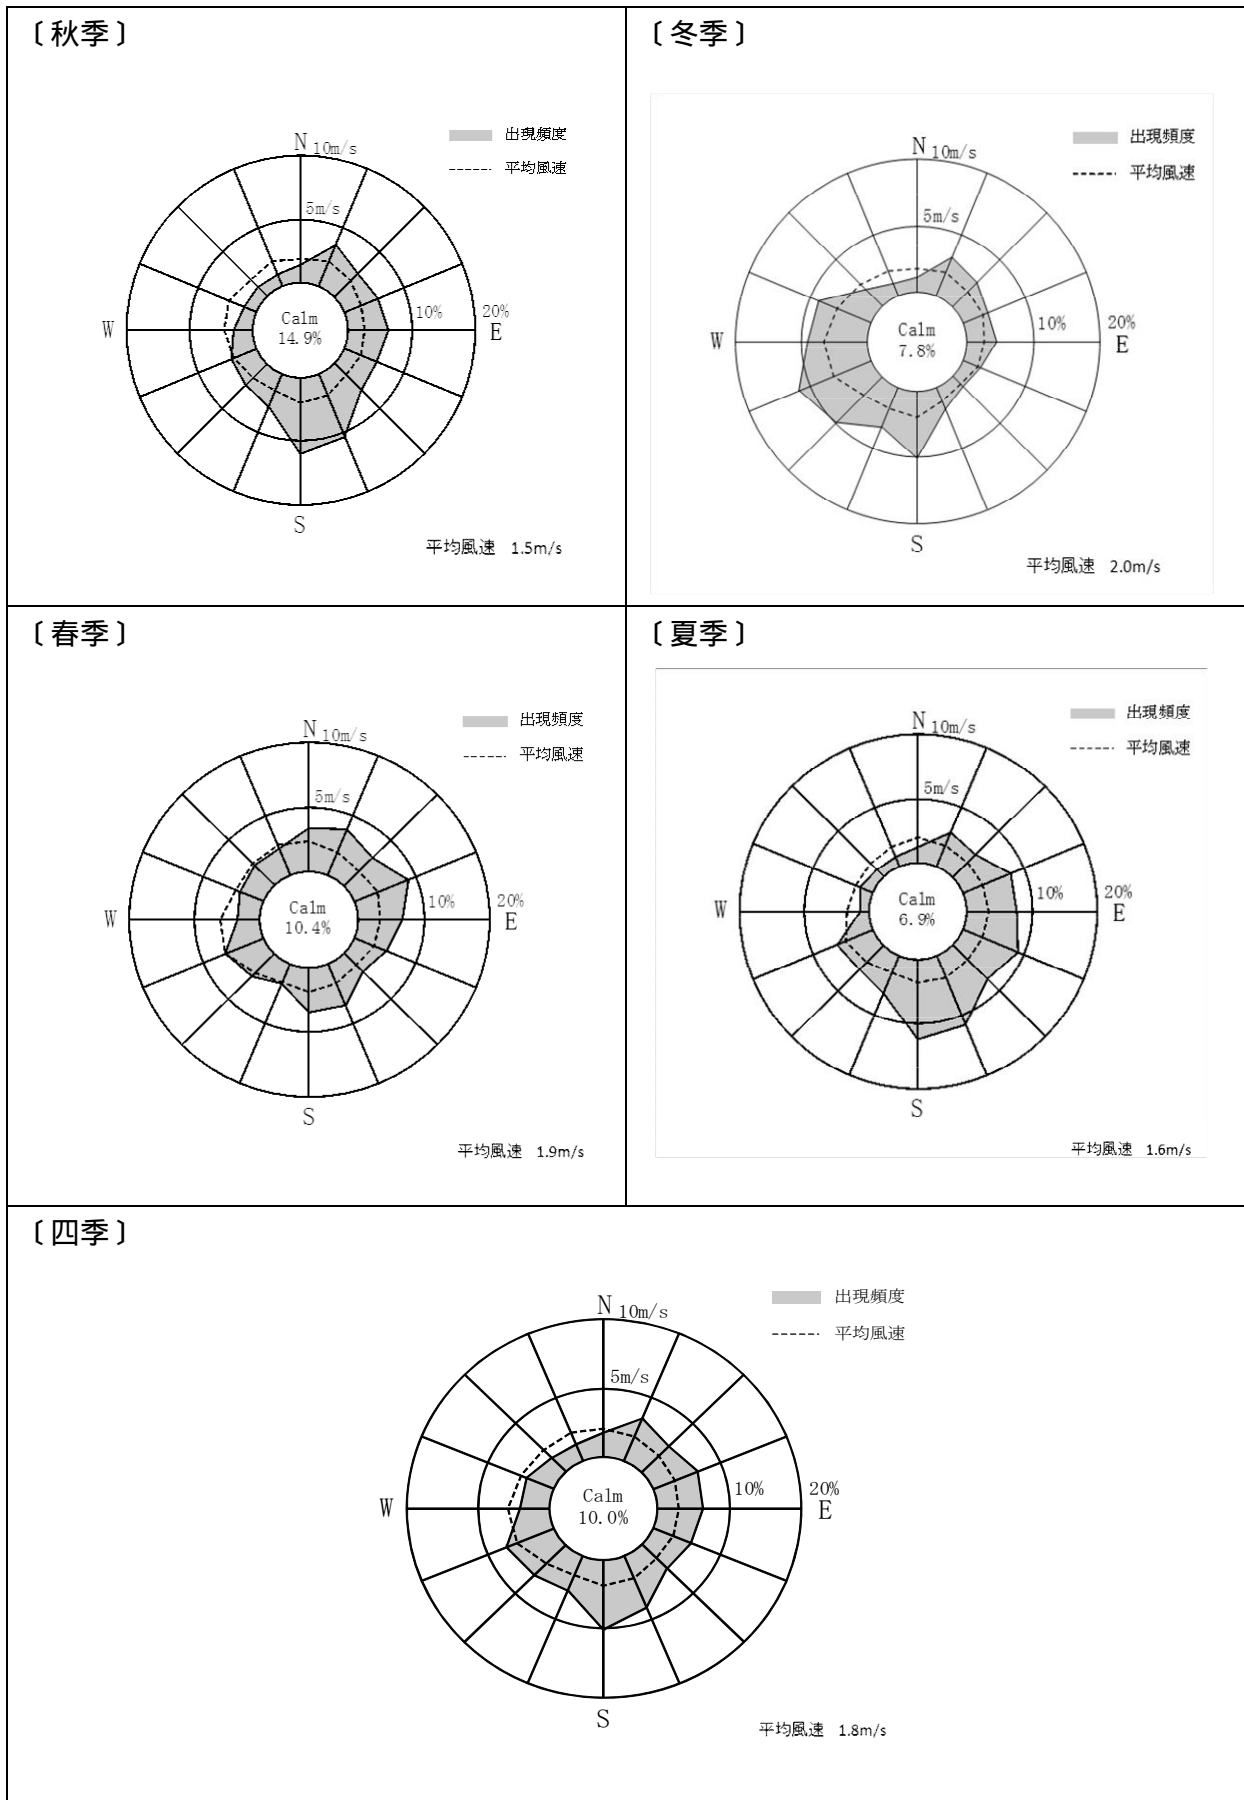 〔秋季〕
出現頻度
平均風速
N 10m/s
5m/s
Calm
14.9%
10%
20%
W
E
S
平均風速 1.5m/s
〔冬季〕
出現頻度
平均風速
N 10m/s
5m/s
Calm
7.8%
10%
20%
W
E
S
平均風速 2.0m/s
〔春季〕
出現頻度
平均風速
N 10m/s
5m/s
Calm
10.4%
10%
20%
W
E
S
平均風速 1.9m/s
〔夏季〕
出現頻度
平均風速
N 10m/s
5m/s
Calm
6.9%
10%
20%
W
E
S
平均風速 1.6m/s
〔四季〕
出現頻度
平均風速
N 10m/s
5m/s
Calm
10.0%
10%
20%
W
E
S
平均風速 1.8m/s